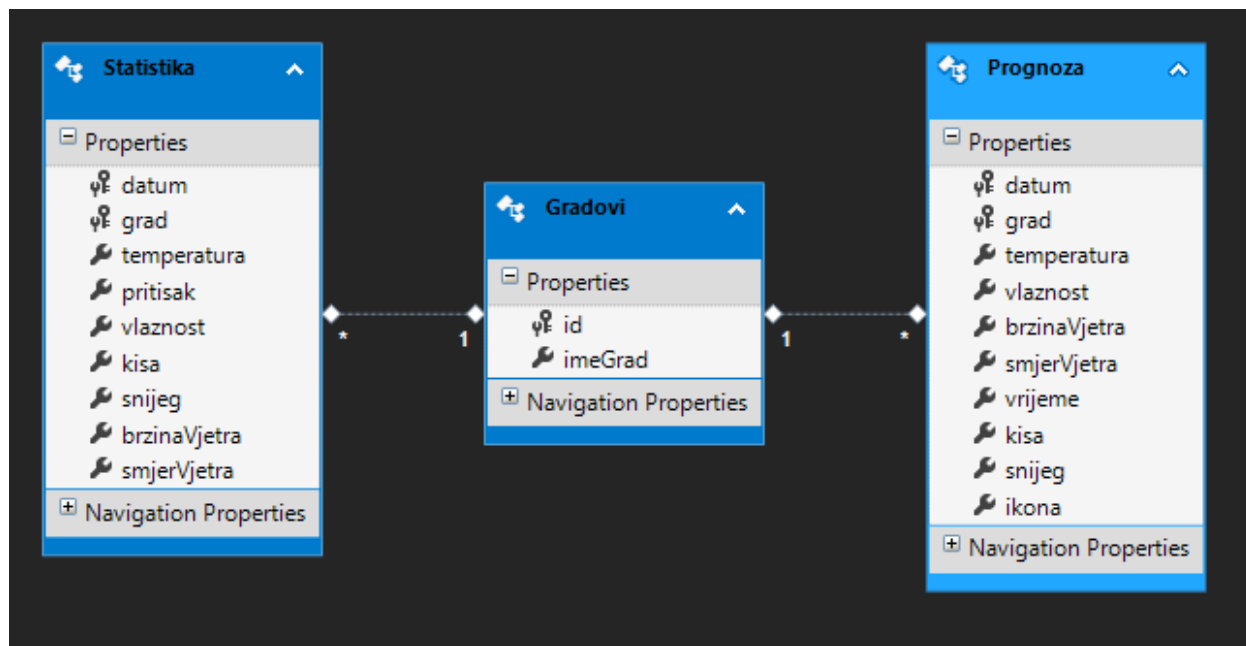 Statistika
Properties
datum
grad
temperatura
pritisak
vlaznost
kisa
snijeg
brzinaVjetra
smjerVjetra
Navigation Properties
*
1
Gradovi
Properties
id
imeGrad
Navigation Properties
1
*
Prognoza
Properties
datum
grad
temperatura
vlaznost
brzinaVjetra
smjerVjetra
vrijeme
kisa
snijeg
ikona
Navigation Properties